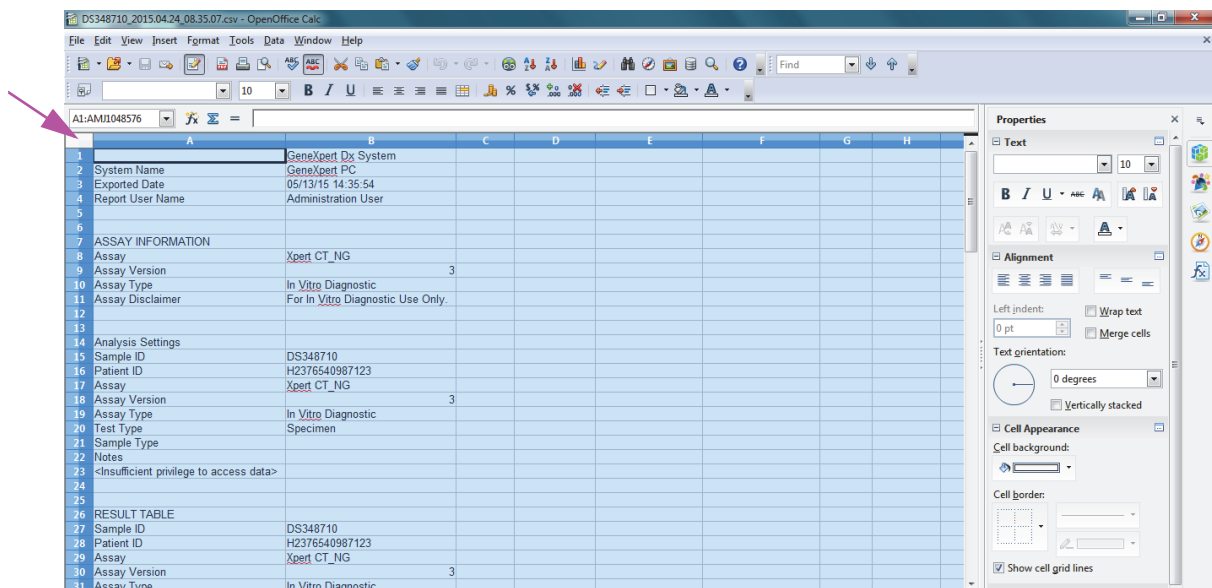 DS348710_2015.04.24_08.35.07.csv - OpenOffice Calc
File Edit View Insert Format Tools Data Window Help
Find
10 B I U
A1:AMJ1048576
A B C D E F G H
1 GeneXpert Dx System
2 System Name GeneXpert PC
3 Exported Date 05/13/15 14:35:54
4 Report User Name Administration User
5
6
7 ASSAY INFORMATION
8 Assay Xpert CT_NG
9 Assay Version 3
10 Assay Type In Vitro Diagnostic
11 Assay Disclaimer For In Vitro Diagnostic Use Only.
12
13
14 Analysis Settings
15 Sample ID DS348710
16 Patient ID H2376540987123
17 Assay Xpert CT_NG
18 Assay Version 3
19 Assay Type In Vitro Diagnostic
20 Test Type Specimen
21 Sample Type
22 Notes
23 <Insufficient privilege to access data>
24
25
26 RESULT TABLE
27 Sample ID DS348710
28 Patient ID H2376540987123
29 Assay Xpert CT_NG
30 Assay Version 3
31 Assay Type In Vitro Diagnostic
Properties
Text
10
B I U ABC
Alignment
Left indent:
Wrap text
0 pt
Merge cells
Text orientation:
0 degrees
Vertically stacked
Cell Appearance
Cell background:
Cell border:
Show cell grid lines